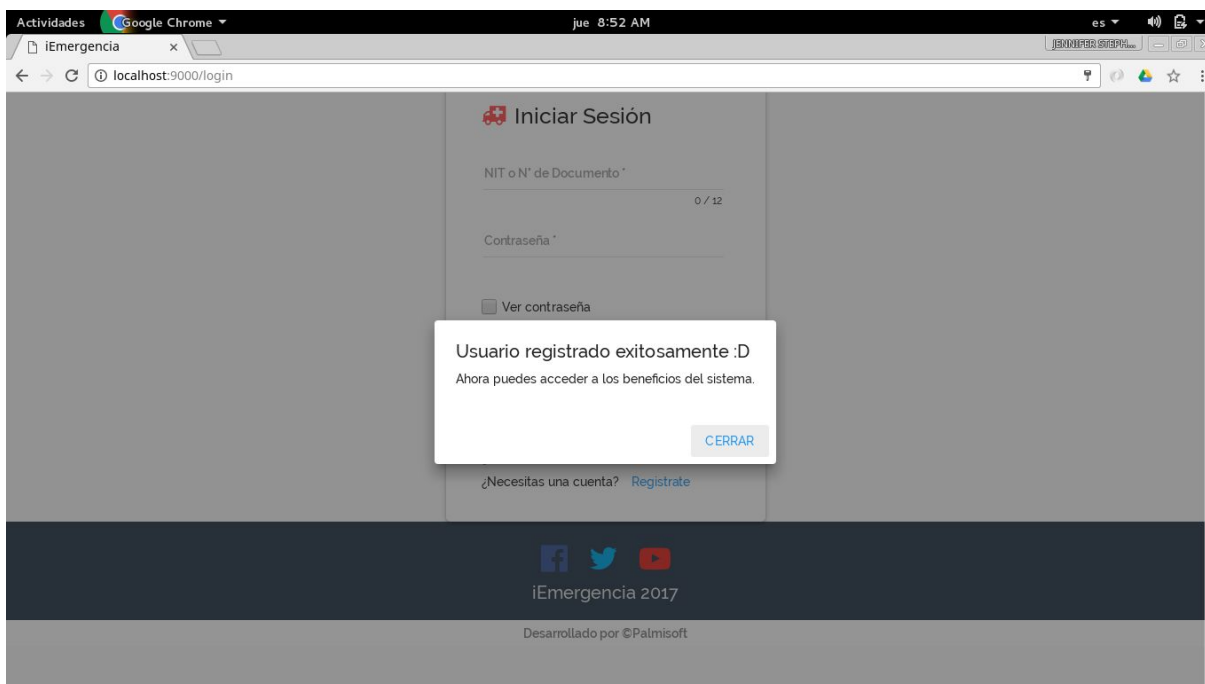 Actividades Google Chrome jue 8:52 AM es
iEmergencia JENNIFER STEPH...
localhost:9000/login
Iniciar Sesión
NIT o N° de Documento *
0 / 12
Contraseña *
Ver contraseña
Usuario registrado exitosamente :D
Ahora puedes acceder a los beneficios del sistema.
CERRAR
¿Necesitas una cuenta? Registrate
iEmergencia 2017
Desarrollado por ©Palmisoft